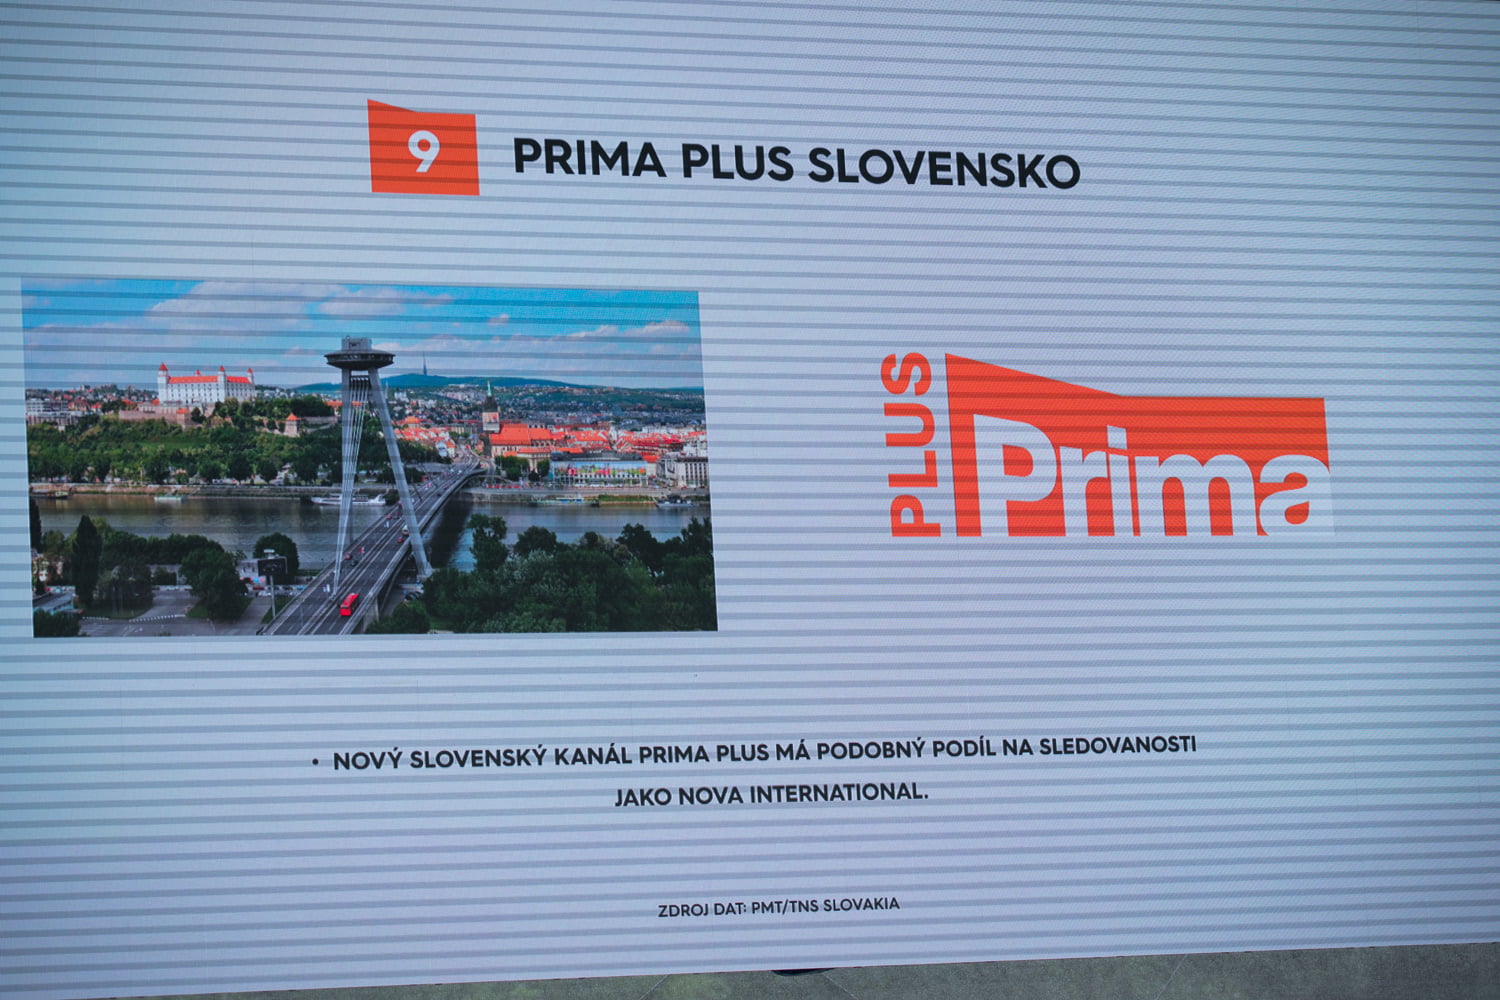 9 PRIMA PLUS SLOVENSKO
PLUS Prima
• NOVÝ SLOVENSKÝ KANÁL PRIMA PLUS MÁ PODOBNÝ PODÍL NA SLEDOVANOSTI
JAKO NOVA INTERNATIONAL.
ZDROJ DAT: PMT/TNS SLOVAKIA